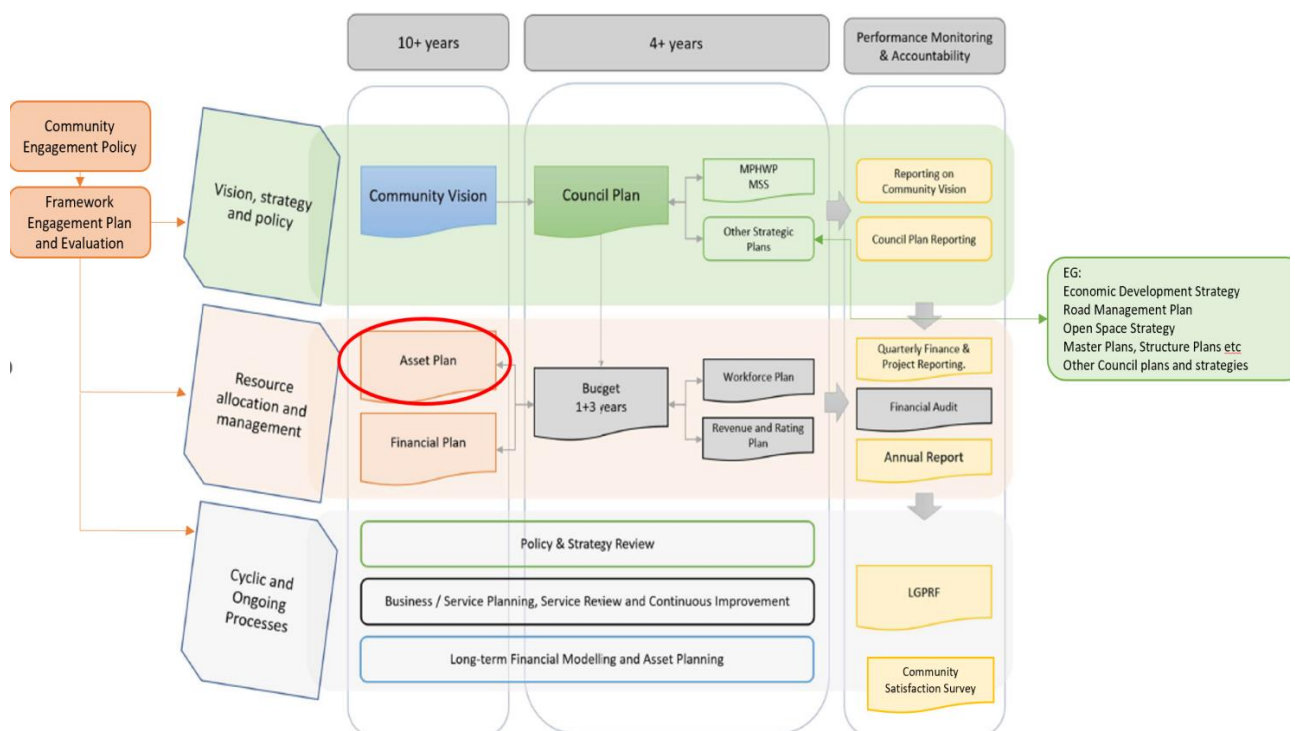 10+ years
4+ years
Performance Monitoring
& Accountability
Community
Engagement Policy
Framework
Engagement Plan
and Evaluation
Vision, strategy
and policy
Community Vision
Council Plan
MPHWP
MSS
Other Strategic
Plans
Reporting on
Community Vision
Council Plan Reporting
EG:
Economic Development Strategy
Road Management Plan
Open Space Strategy
Master Plans, Structure Plans etc
Other Council plans and strategies
Resource
allocation and
management
Asset Plan
Financial Plan
Budget
1+3 years
Workforce Plan
Revenue and Rating
Plan
Quarterly Finance &
Project Reporting.
Financial Audit
Annual Report
Cyclic and
Ongoing
Processes
Policy & Strategy Review
Business / Service Planning, Service Review and Continuous Improvement
Long-term Financial Modelling and Asset Planning
LGPRF
Community
Satisfaction Survey